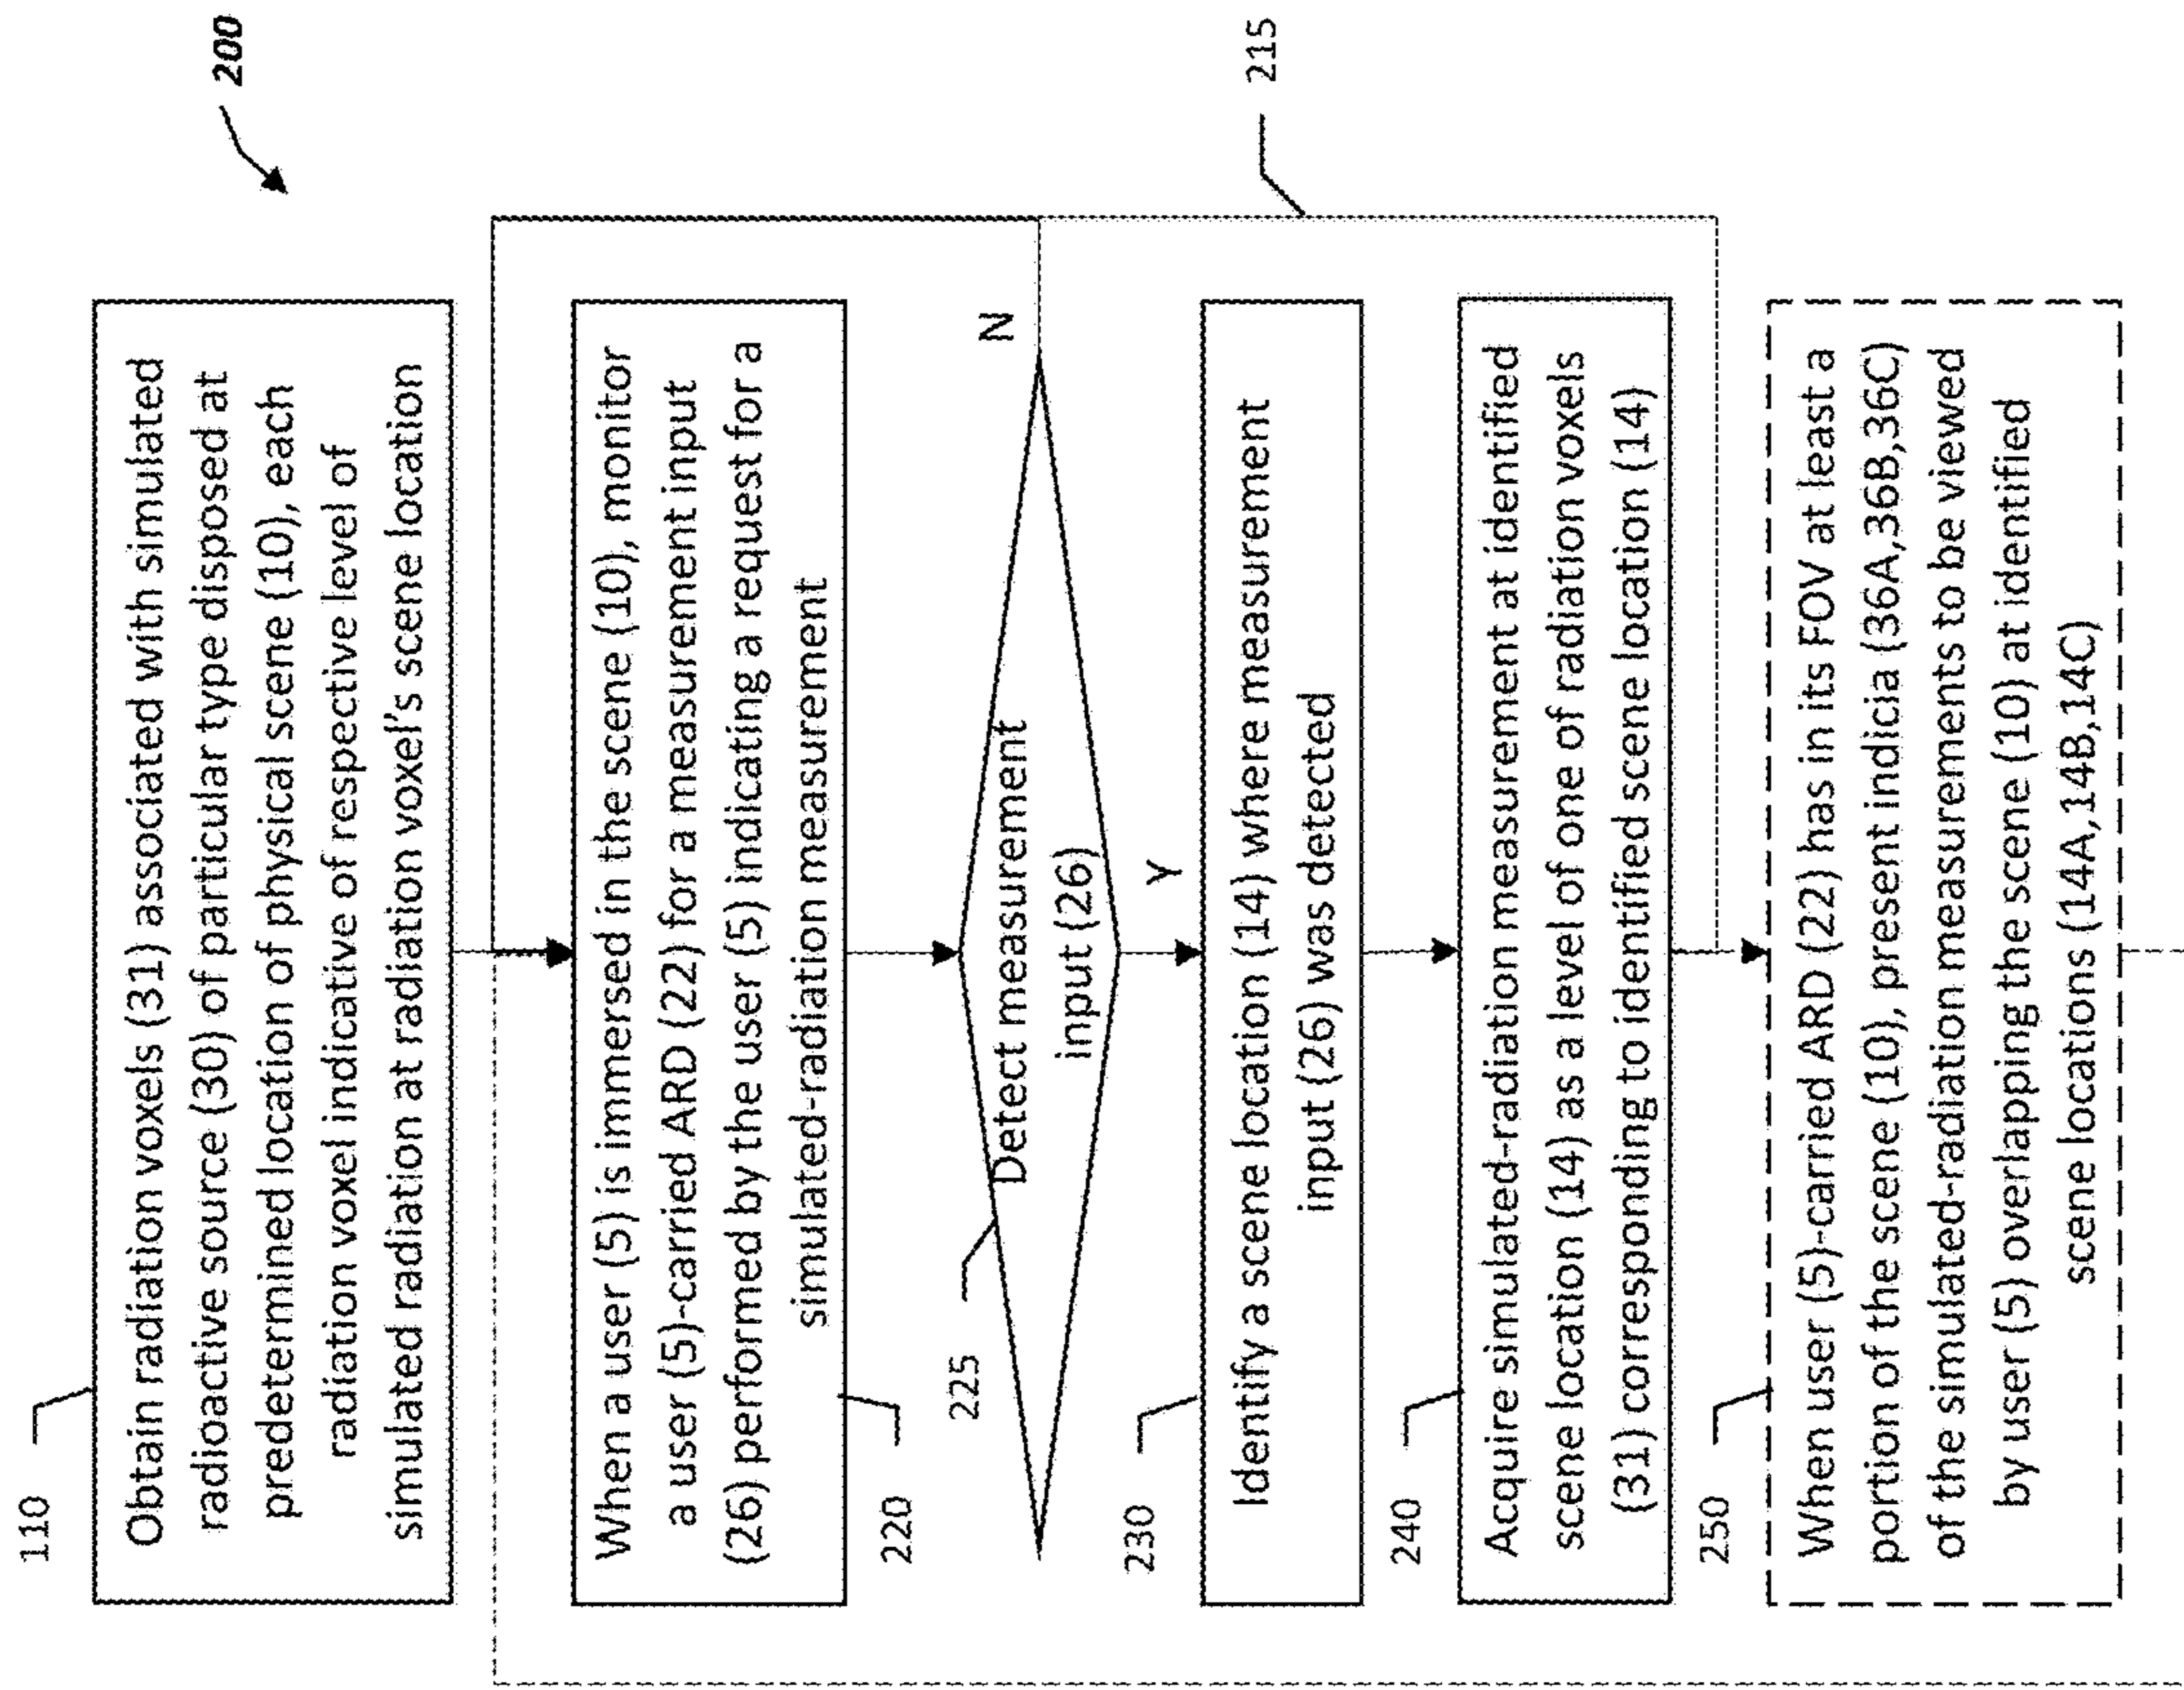 200
110
Obtain radiation voxels (31) associated with simulated
radioactive source (30) of particular type disposed at
predetermined location of physical scene (10), each
radiation voxel indicative of respective level of
simulated radiation at radiation voxel's scene location
215
When a user (5) is immersed in the scene (10), monitor
a user (5)-carried ARD (22) for a measurement input
(26) performed by the user (5) indicating a request for a
simulated-radiation measurement
220
225
Detect measurement
input (26)
N
Y
230
Identify a scene location (14) where measurement
input (26) was detected
240
Acquire simulated-radiation measurement at identified
scene location (14) as a level of one of radiation voxels
(31) corresponding to identified scene location (14)
250
When user (5)-carried ARD (22) has in its FOV at least a
portion of the scene (10), present indicia (36A,36B,36C)
of the simulated-radiation measurements to be viewed
by user (5) overlapping the scene (10) at identified
scene locations (14A,14B,14C)